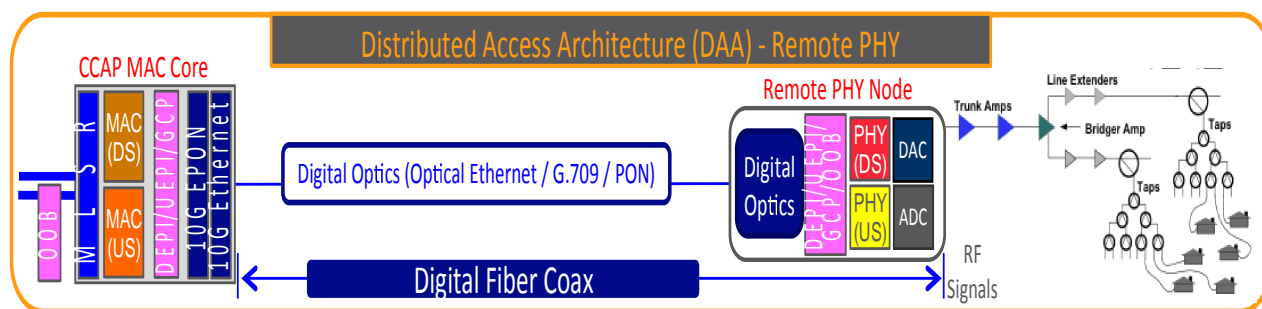 Distributed Access Architecture (DAA) - Remote PHY
CCAP MAC Core
OOB
MLSR
MAC
(DS)
MAC
(US)
DEPI/UEPI/GCP
10G EPON
10G Ethernet
Digital Optics (Optical Ethernet / G.709 / PON)
Digital Fiber Coax
Remote PHY Node
Digital
Optics
DEPI/UEPI/
GCP/OOB/
PHY
(DS)
PHY
(US)
DAC
ADC
RF
Signals
Trunk Amps
Line Extenders
Bridger Amp
Taps
Taps